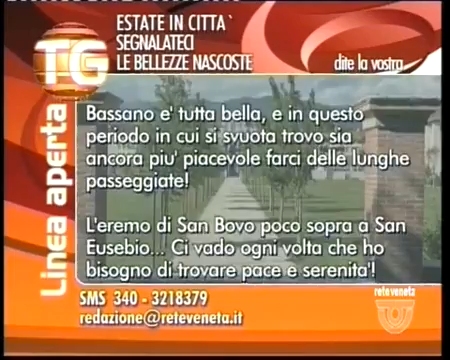 ESTATE IN CITTA`
SEGNALATECI
LE BELLEZZE NASCOSTE
dite la vostra
TG
Linea aperta
Bassano e' tutta bella, e in questo
periodo in cui si svuota trovo sia
ancora piu' piacevole farci delle lunghe
passeggiate!
L'eremo di San Bovo poco sopra a San
Eusebio... Ci vado ogni volta che ho
bisogno di trovare pace e serenita'!
SMS 340 - 3218379
redazione@reteveneta.it
reteveneta